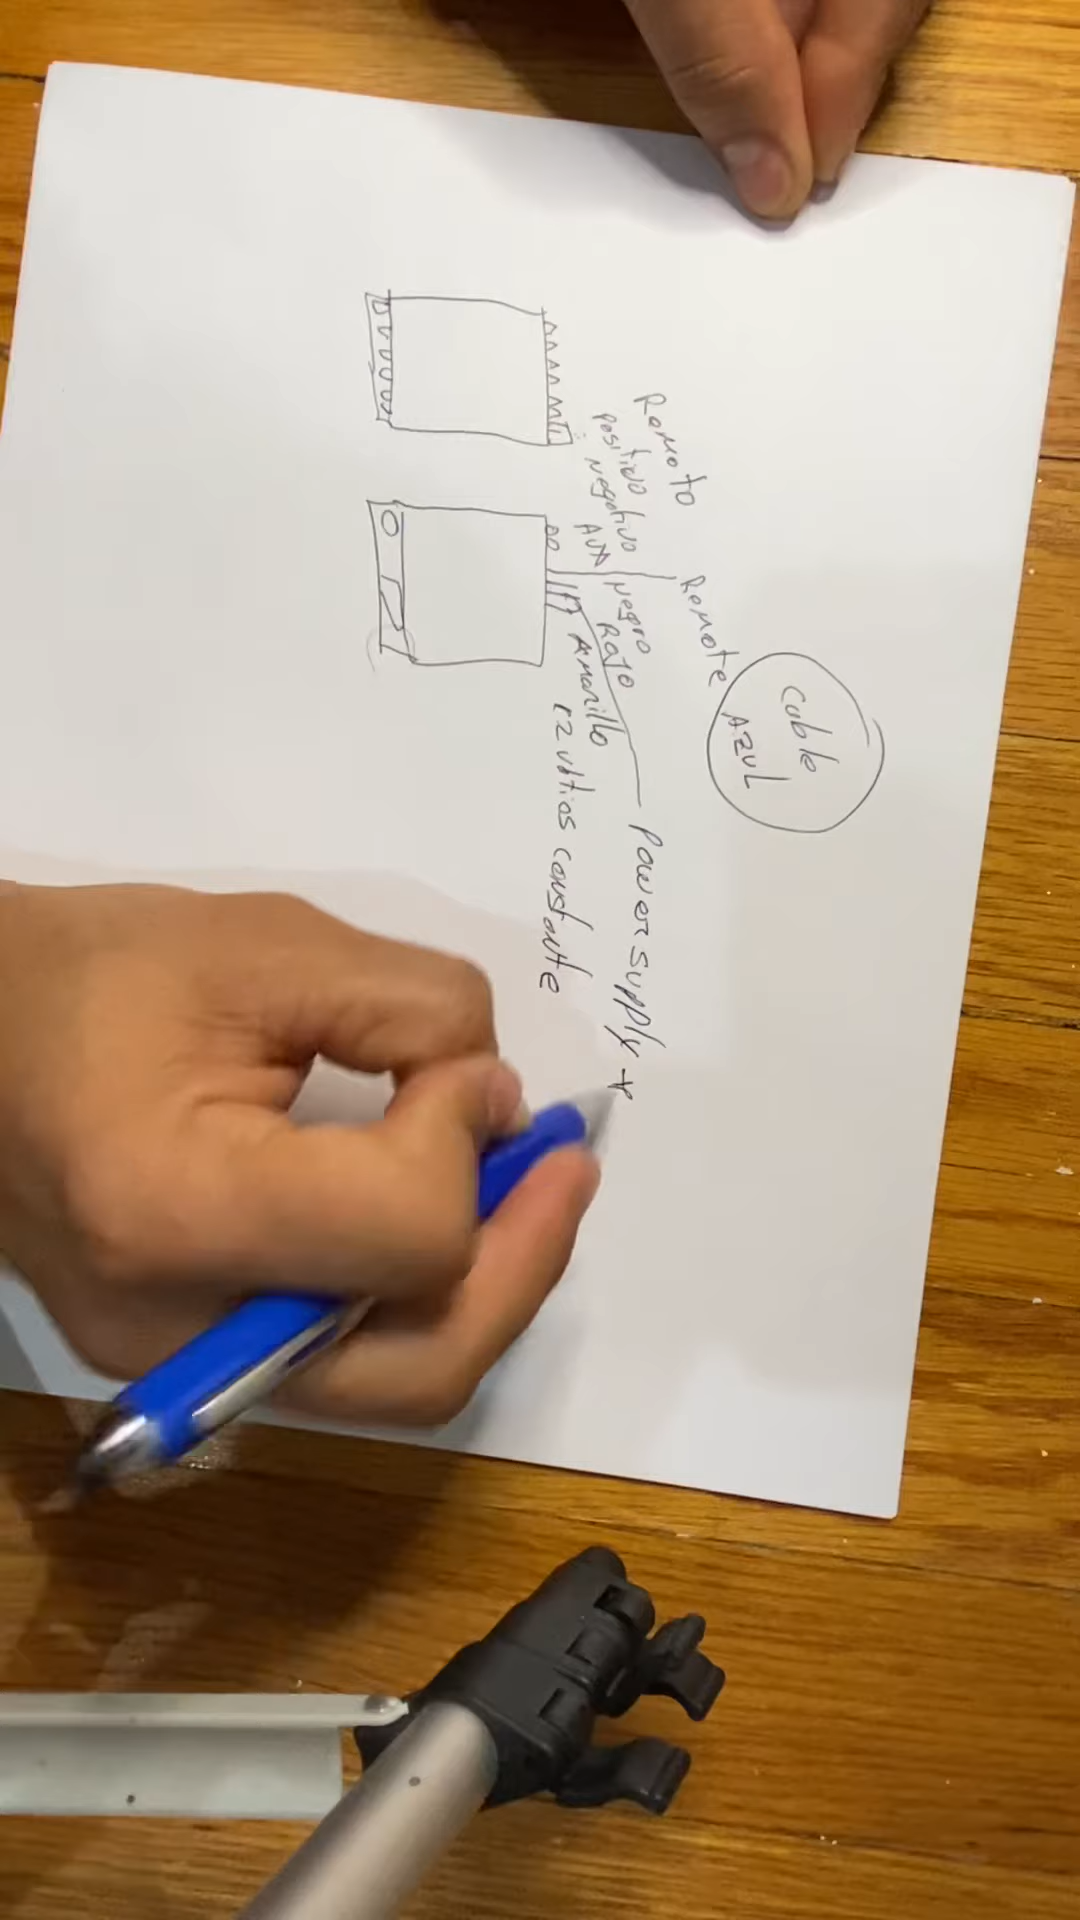 Remoto
positivo
negativo
AUX
Remote
cable
AZUL
Negro
Rojo
Amarillo
12 voltios constante
Power supply +